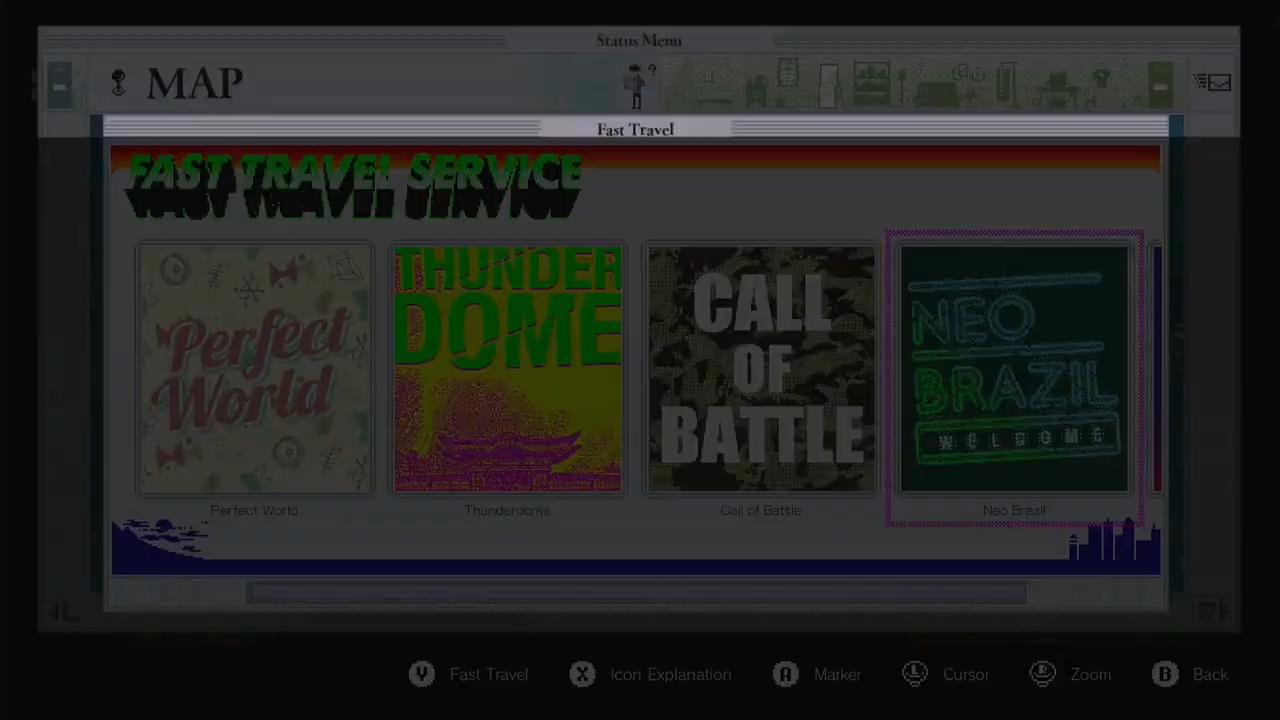 Status Menu
MAP
?
Fast Travel
FAST TRAVEL SERVICE
Perfect World
THUNDER DOME
CALL OF BATTLE
NEO BRAZIL
WELCOME
Perfect World
Thunderdome
Call of Battle
Neo Brazil
L
R
Y Fast Travel
X Icon Explanation
A Marker
L Cursor
R Zoom
B Back